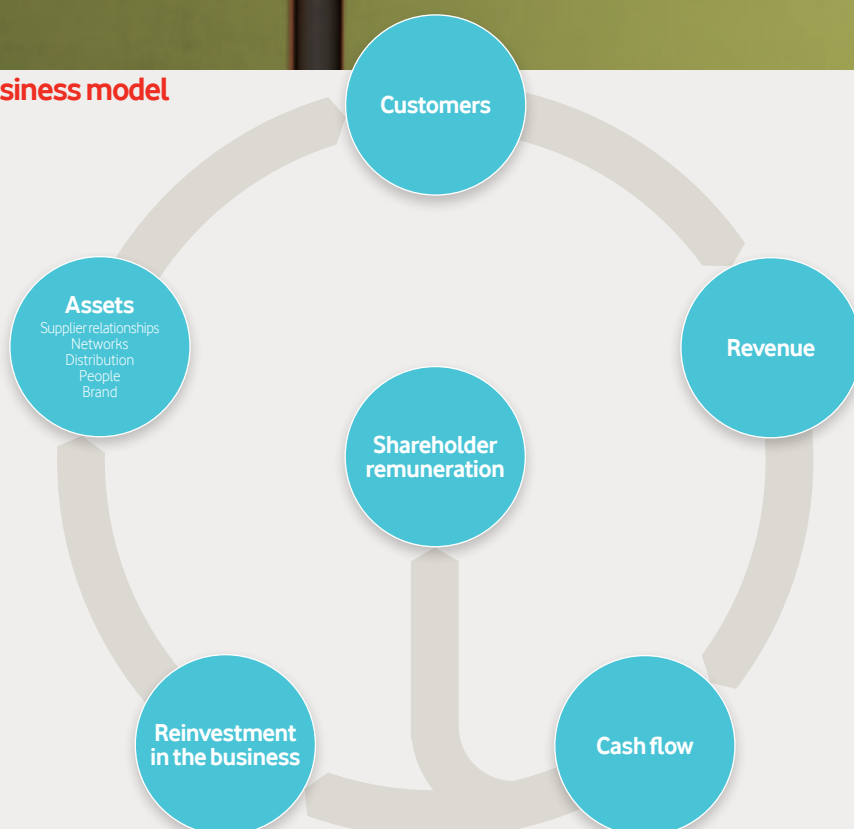 siness model
Customers
Assets
Supplier relationships
Networks
Distribution
People
Brand
Revenue
Shareholder
remuneration
Reinvestment
in the business
Cash flow